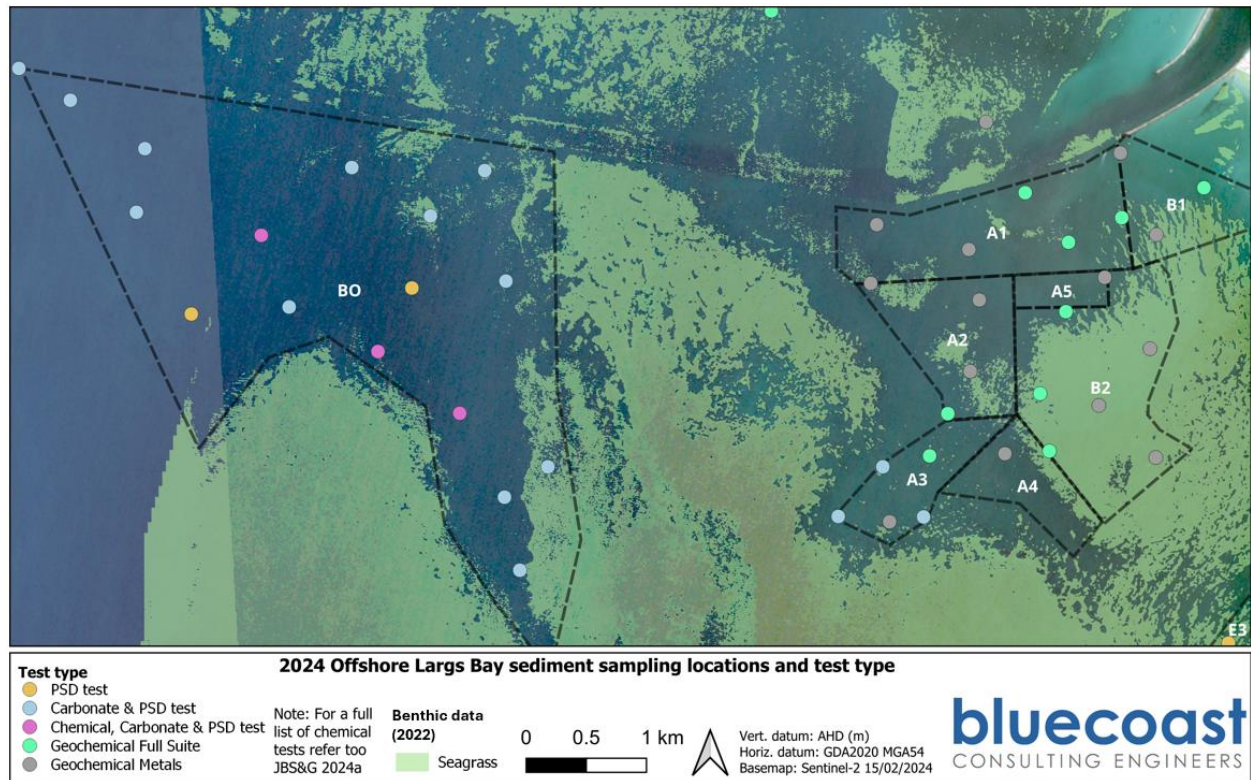 B1
A1
BO
A5
A2
B2
A3
A4
E3
2024 Offshore Largs Bay sediment sampling locations and test type
Test type
PSD test
Carbonate & PSD test
Chemical, Carbonate & PSD test
Geochemical Full Suite
Geochemical Metals
Note: For a full
list of chemical
tests refer too
JBS&G 2024a
Benthic data
(2022)
Seagrass
0 0.5 1 km
Vert. datum: AHD (m)
Horiz. datum: GDA2020 MGA54
Basemap: Sentinel-2 15/02/2024
bluecoast
CONSULTING ENGINEERS